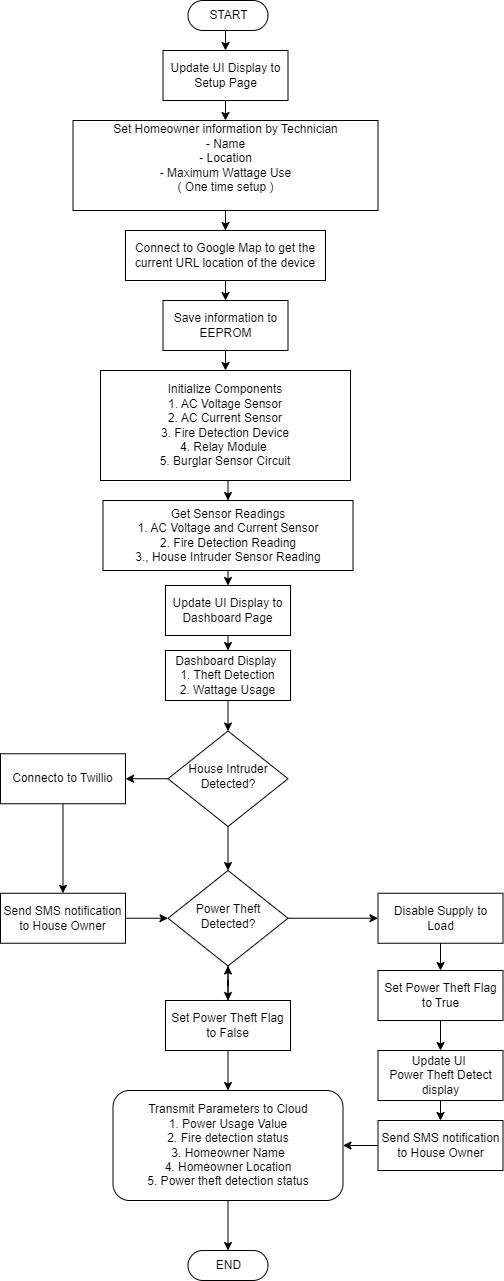 START
Update UI Display to
Setup Page
Set Homeowner information by Technician
- Name
- Location
- Maximum Wattage Use
( One time setup )
Connect to Google Map to get the
current URL location of the device
Save information to
EEPROM
Initialize Components
1. AC Voltage Sensor
2. AC Current Sensor
3. Fire Detection Device
4. Relay Module
5. Burglar Sensor Circuit
Get Sensor Readings
1. AC Voltage and Current Sensor
2. Fire Detection Reading
3., House Intruder Sensor Reading
Update UI Display to
Dashboard Page
Dashboard Display
1. Theft Detection
2. Wattage Usage
House Intruder
Detected?
Connecto to Twillio
Send SMS notification
to House Owner
Power Theft
Detected?
Disable Supply to
Load
Set Power Theft Flag
to True
Set Power Theft Flag
to False
Update UI
Power Theft Detect
display
Send SMS notification
to House Owner
Transmit Parameters to Cloud
1. Power Usage Value
2. Fire detection status
3. Homeowner Name
4. Homeowner Location
5. Power theft detection status
END